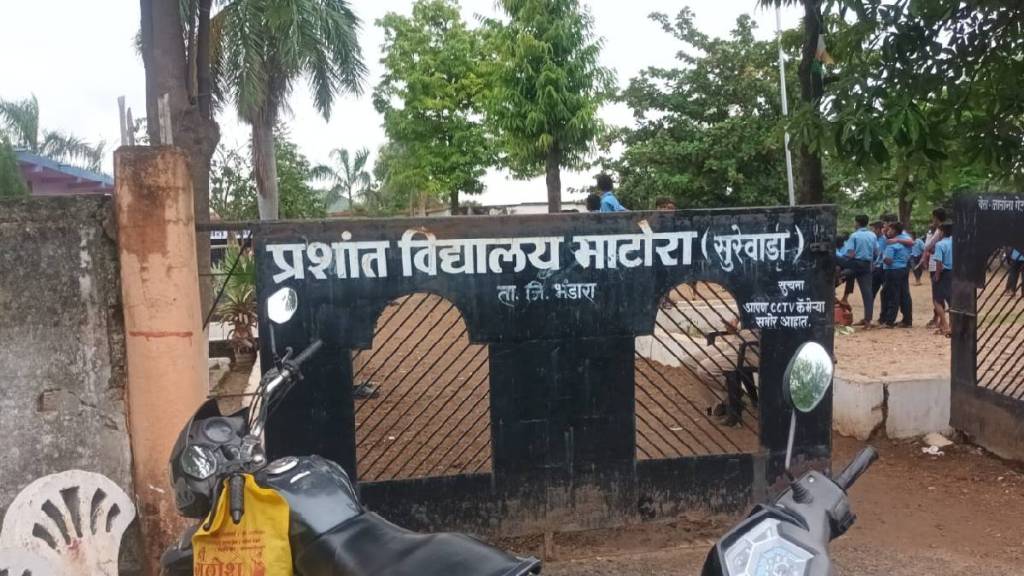 प्रशांत विद्यालय भाटोरा (सुरेवाडा)
ता. जि. भंडारा
सुचना
आपण CCTV कॅमेऱ्या
समोर आहात.